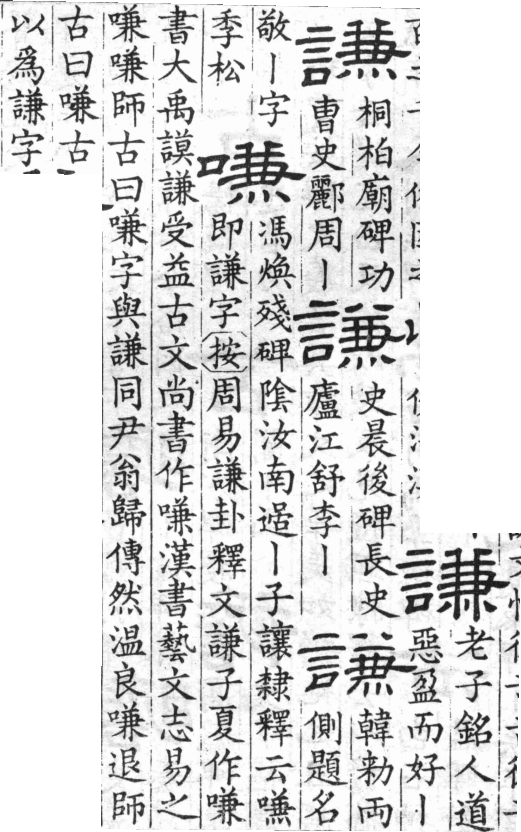 謙
老子銘人道
惡盈而好丨
謙
桐柏廟碑功
曹史酈周丨
謙
史晨後碑長史
廬江舒李丨
謙
韓勑兩
側題名
敬丨字
季松
嗛
馮煥殘碑陰汝南丨子讓隸釋云嗛
即謙字按周易謙卦釋文謙子夏作嗛
書大禹謨謙受益古文尚書作嗛漢書藝文志易之
嗛嗛師古曰嗛字與謙同尹翁歸傳然温良嗛退師
古曰嗛古
以爲謙字